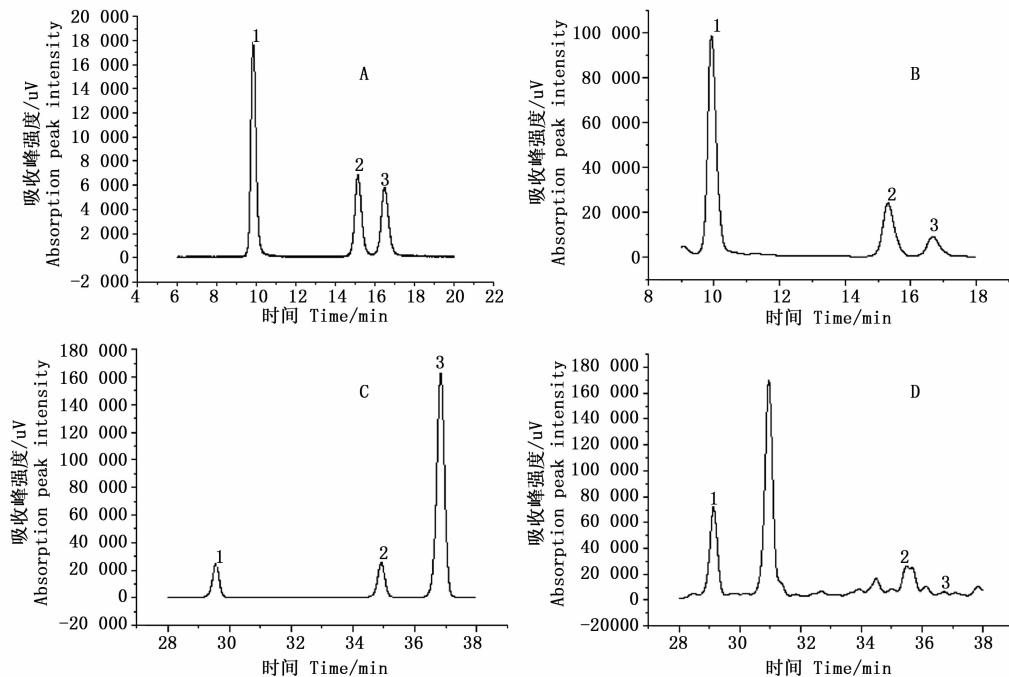 20 000
18 000
16 000
14 000
12 000
10 000
8 000
6 000
4 000
2 000
0
-2 000
吸收峰强度/uV
Absorption peak intensity
1
2
3
A
4 6 8 10 12 14 16 18 20 22
时间 Time/min
100 000
80 000
60 000
40 000
20 000
0
吸收峰强度/uV
Absorption peak intensity
1
2
3
B
8 10 12 14 16 18
时间 Time/min
180 000
160 000
140 000
120 000
100 000
80 000
60 000
40 000
20 000
0
-20 000
吸收峰强度/uV
Absorption peak intensity
1
2
3
C
28 30 32 34 36 38
时间 Time/min
180 000
160 000
140 000
120 000
100 000
80 000
60 000
40 000
20 000
0
-20000
吸收峰强度/uV
Absorption peak intensity
1
2
3
D
28 30 32 34 36 38
时间 Time/min